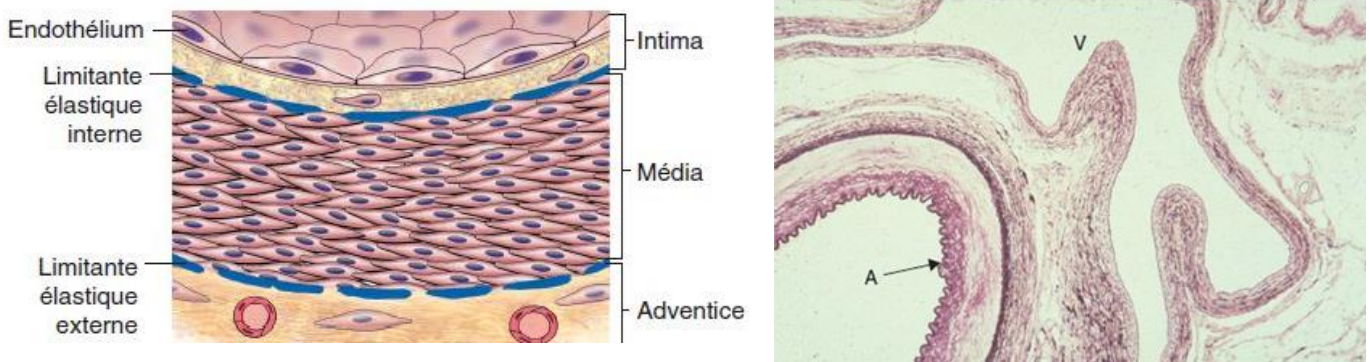 Endothélium
Limitante
élastique
interne
Limitante
élastique
externe
Intima
Média
Adventice
V
A